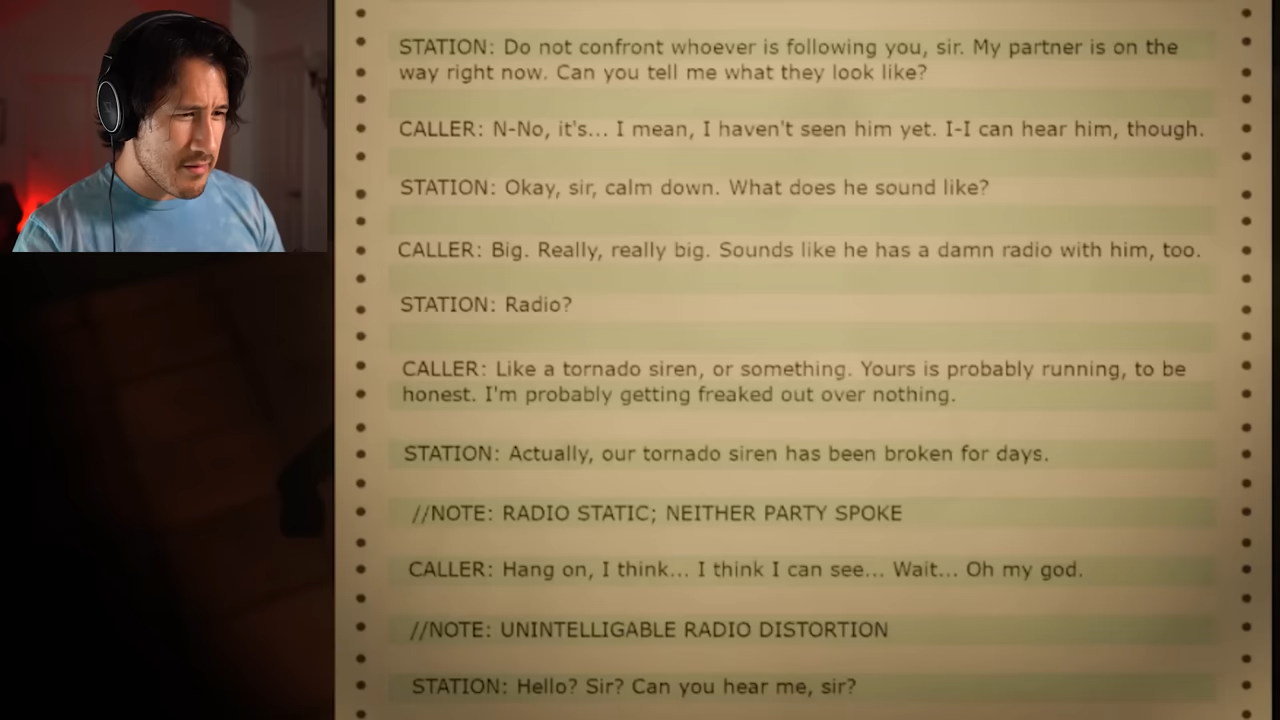 STATION: Do not confront whoever is following you, sir. My partner is on the
way right now. Can you tell me what they look like?
CALLER: N-No, it's... I mean, I haven't seen him yet. I-I can hear him, though.
STATION: Okay, sir, calm down. What does he sound like?
CALLER: Big. Really, really big. Sounds like he has a damn radio with him, too.
STATION: Radio?
CALLER: Like a tornado siren, or something. Yours is probably running, to be
honest. I'm probably getting freaked out over nothing.
STATION: Actually, our tornado siren has been broken for days.
//NOTE: RADIO STATIC; NEITHER PARTY SPOKE
CALLER: Hang on, I think... I think I can see... Wait... Oh my god.
//NOTE: UNINTELLIGABLE RADIO DISTORTION
STATION: Hello? Sir? Can you hear me, sir?